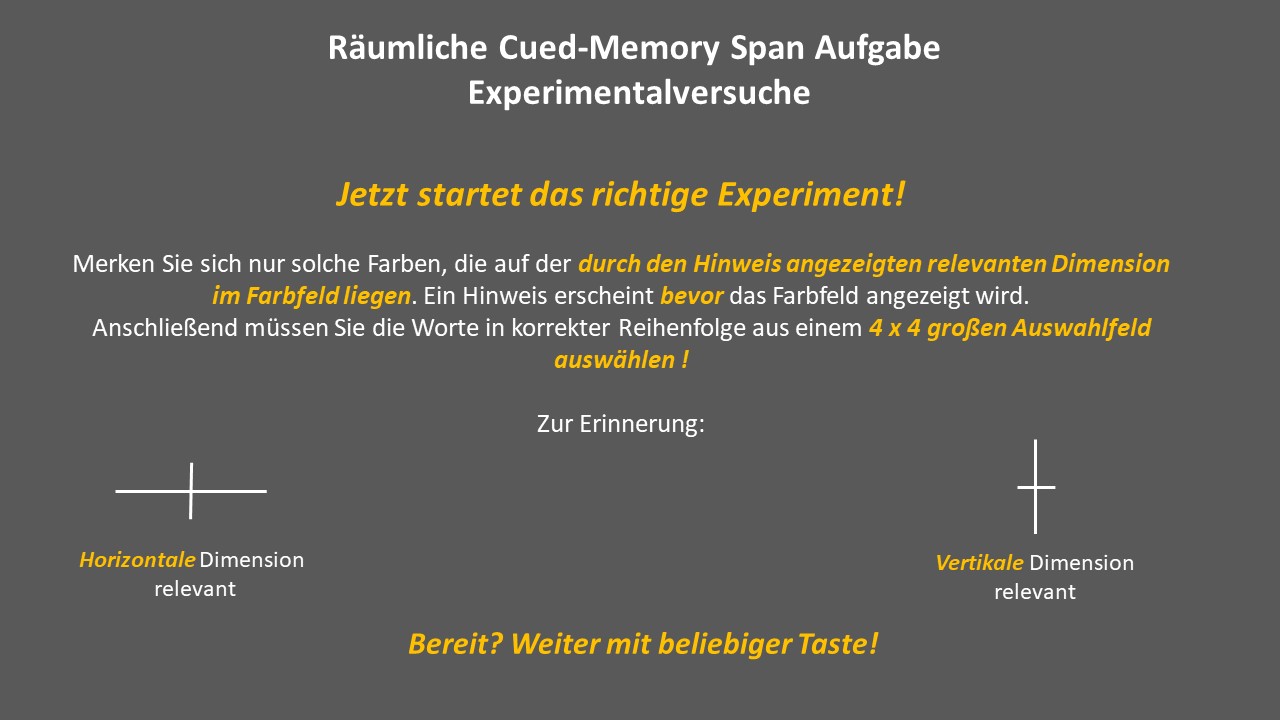 Räumliche Cued-Memory Span Aufgabe
Experimentalversuche
Jetzt startet das richtige Experiment!
Merken Sie sich nur solche Farben, die auf der durch den Hinweis angezeigten relevanten Dimension
im Farbfeld liegen. Ein Hinweis erscheint bevor das Farbfeld angezeigt wird.
Anschließend müssen Sie die Worte in korrekter Reihenfolge aus einem 4 x 4 großen Auswahlfeld
auswählen !
Zur Erinnerung:
Horizontale Dimension
relevant
Vertikale Dimension
relevant
Bereit? Weiter mit beliebiger Taste!